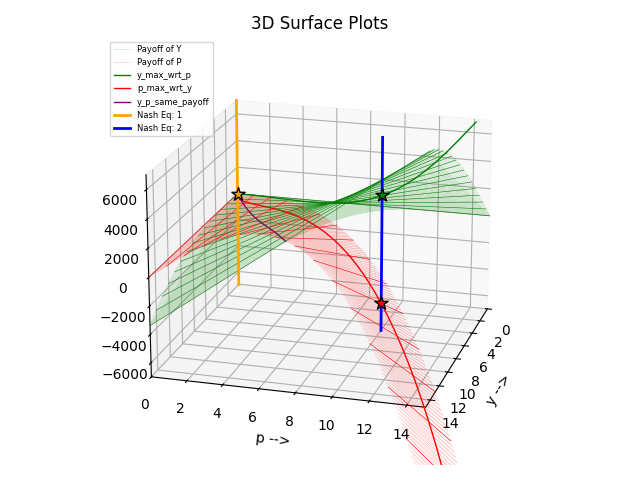 3D Surface Plots
Payoff of Y
Payoff of P
y_max_wrt_p
p_max_wrt_y
y_p_same_payoff
Nash Eq: 1
Nash Eq: 2
6000
4000
2000
0
−2000
−4000
−6000
0
2
4
6
8
10
12
14
p -->
0
2
4
6
8
10
12
14
y -->